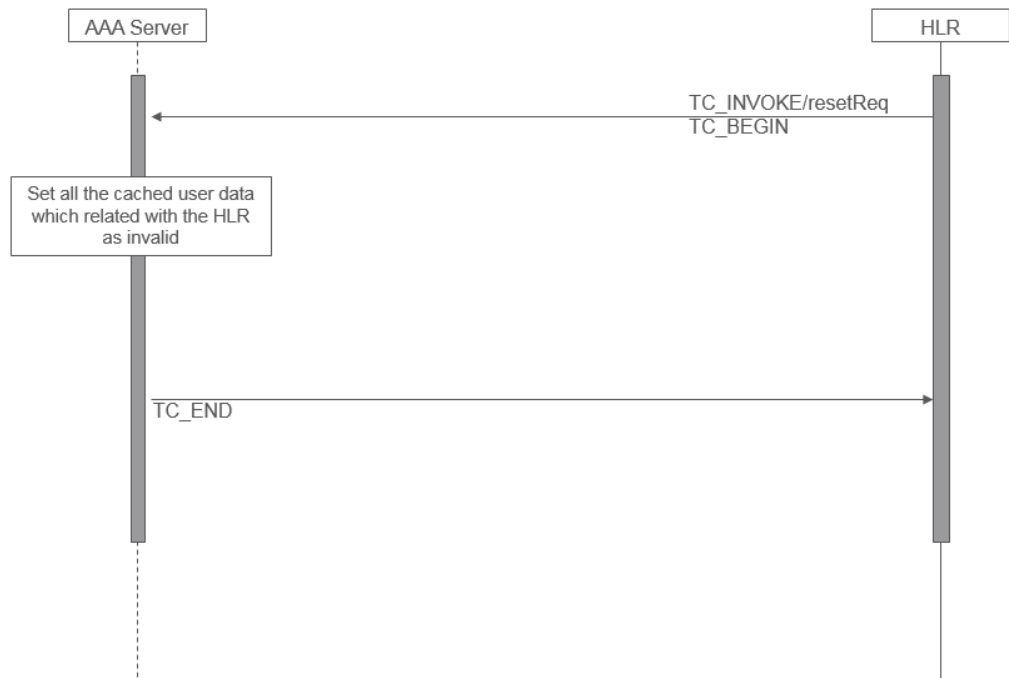 AAA Server
HLR
TC_INVOKE/resetReq
TC_BEGIN
Set all the cached user data
which related with the HLR
as invalid
TC_END